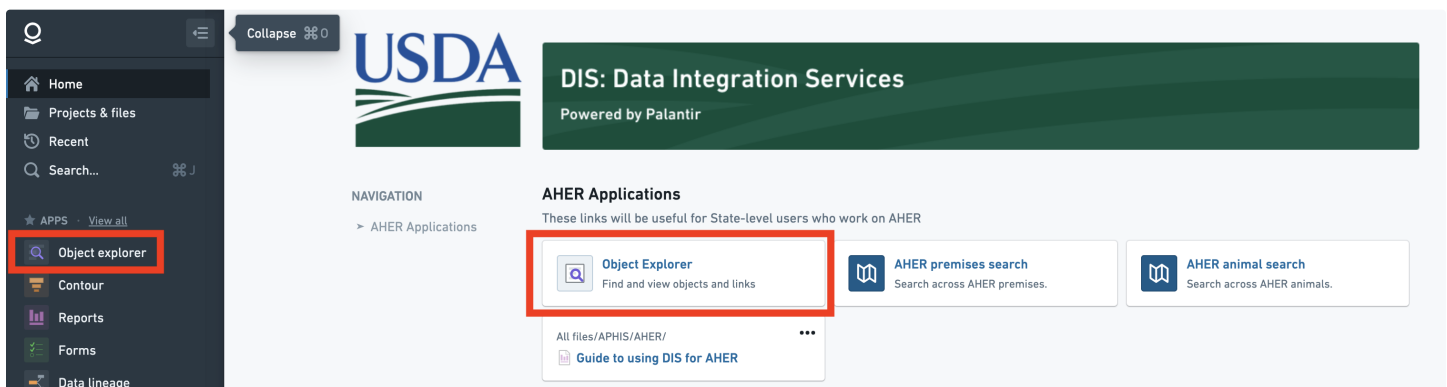 Collapse ⌘O
Home
Projects & files
Recent
Search... ⌘J
APPS · View all
Object explorer
Contour
Reports
Forms
Data lineage
USDA
DIS: Data Integration Services
Powered by Palantir
NAVIGATION
➢ AHER Applications
AHER Applications
These links will be useful for State-level users who work on AHER
Object Explorer
Find and view objects and links
AHER premises search
Search across AHER premises.
AHER animal search
Search across AHER animals.
All files/APHIS/AHER/
Guide to using DIS for AHER